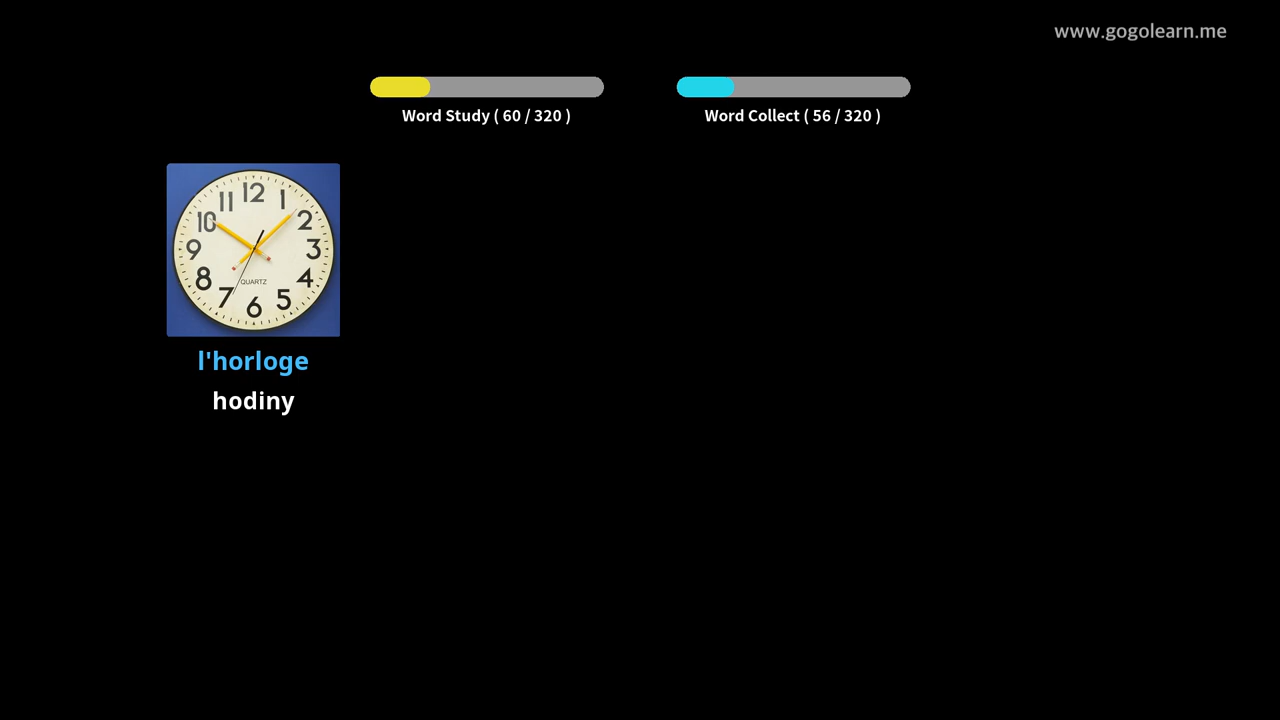 www.gogolearn.me
Word Study ( 60 / 320 )
Word Collect ( 56 / 320 )
12
11
1
10
2
9
3
8
4
QUARTZ
7
5
6
l'horloge
hodiny